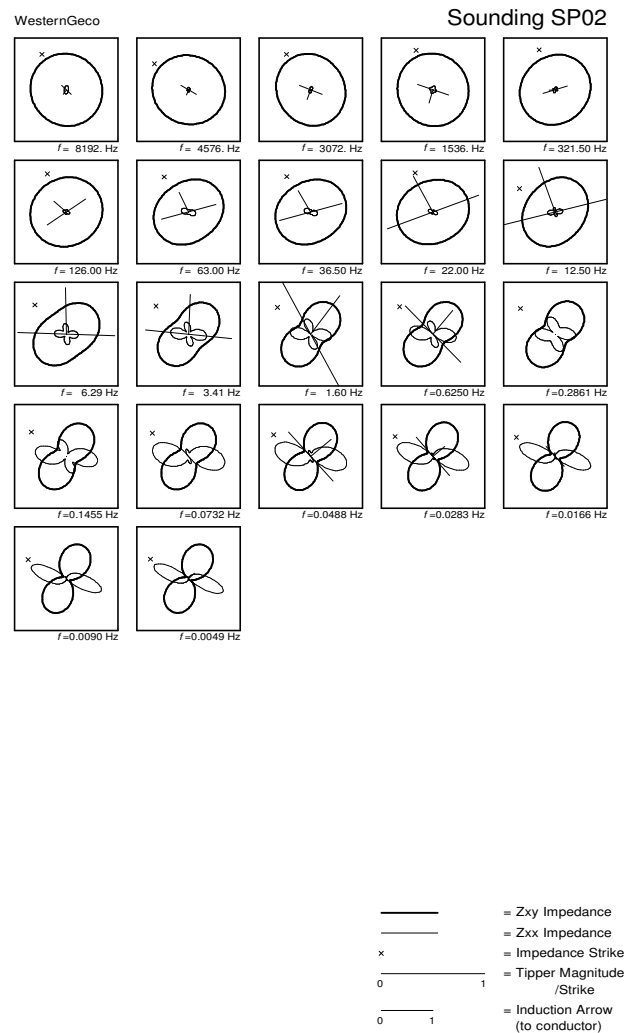 WesternGeco
Sounding SP02
f = 8192. Hz
f = 4576. Hz
f = 3072. Hz
f = 1536. Hz
f = 321.50 Hz
f = 126.00 Hz
f = 63.00 Hz
f = 36.50 Hz
f = 22.00 Hz
f = 12.50 Hz
f = 6.29 Hz
f = 3.41 Hz
f = 1.60 Hz
f =0.6250 Hz
f =0.2861 Hz
f =0.1455 Hz
f =0.0732 Hz
f =0.0488 Hz
f =0.0283 Hz
f =0.0166 Hz
f =0.0090 Hz
f =0.0049 Hz
= Zxy Impedance
= Zxx Impedance
× = Impedance Strike
= Tipper Magnitude
0 1 /Strike
= Induction Arrow
0 1 (to conductor)